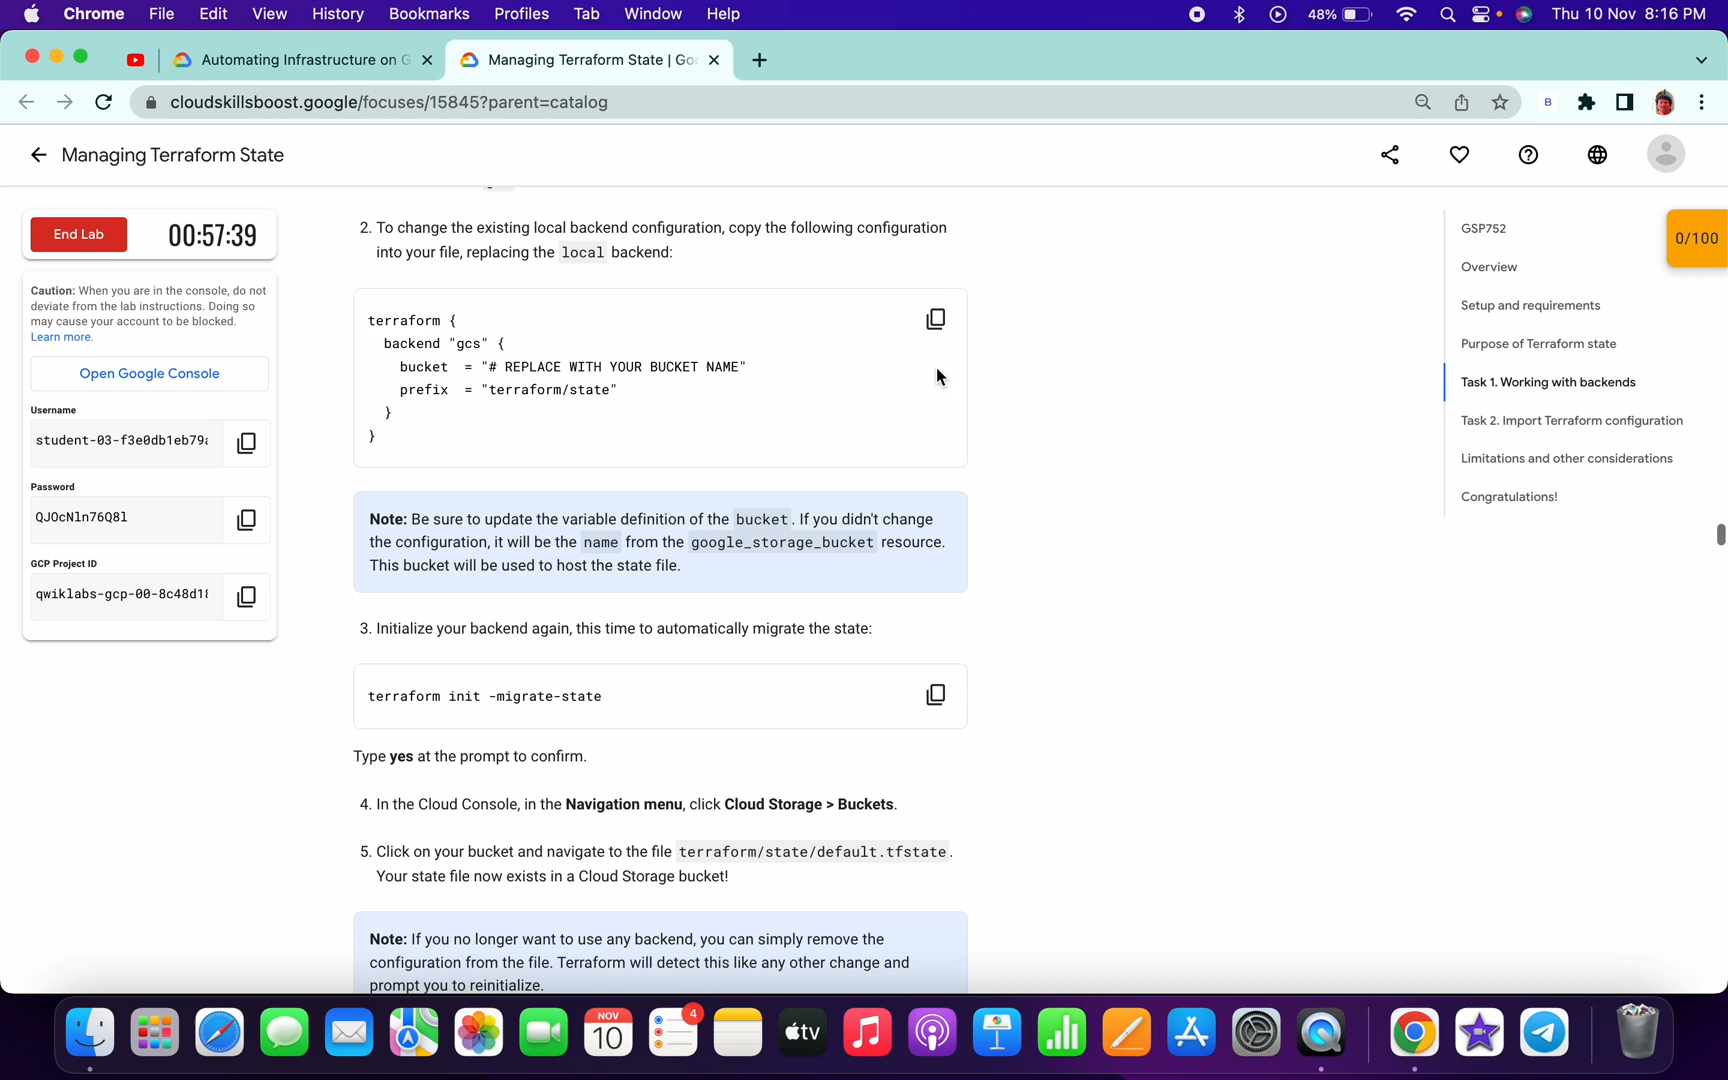 Chrome File Edit View History Bookmarks Profiles Tab Window Help 48% Thu 10 Nov 8:16 PM
Automating Infrastructure on G
Managing Terraform State | Goo
cloudskillsboost.google/focuses/15845?parent=catalog
B
Managing Terraform State
End Lab
00:57:39
Caution: When you are in the console, do not
deviate from the lab instructions. Doing so
may cause your account to be blocked.
Learn more.
Open Google Console
Username
student-03-f3e0db1eb79a
Password
QJOcNln76Q8l
GCP Project ID
qwiklabs-gcp-00-8c48d18
2. To change the existing local backend configuration, copy the following configuration
into your file, replacing the local backend:
terraform {
backend "gcs" {
bucket = "# REPLACE WITH YOUR BUCKET NAME"
prefix = "terraform/state"
}
}
Note: Be sure to update the variable definition of the bucket. If you didn't change
the configuration, it will be the name from the google_storage_bucket resource.
This bucket will be used to host the state file.
3. Initialize your backend again, this time to automatically migrate the state:
terraform init -migrate-state
Type yes at the prompt to confirm.
4. In the Cloud Console, in the Navigation menu, click Cloud Storage > Buckets.
5. Click on your bucket and navigate to the file terraform/state/default.tfstate.
Your state file now exists in a Cloud Storage bucket!
Note: If you no longer want to use any backend, you can simply remove the
configuration from the file. Terraform will detect this like any other change and
prompt you to reinitialize.
GSP752
Overview
Setup and requirements
Purpose of Terraform state
Task 1. Working with backends
Task 2. Import Terraform configuration
Limitations and other considerations
Congratulations!
0/100
NOV
10
4
tv